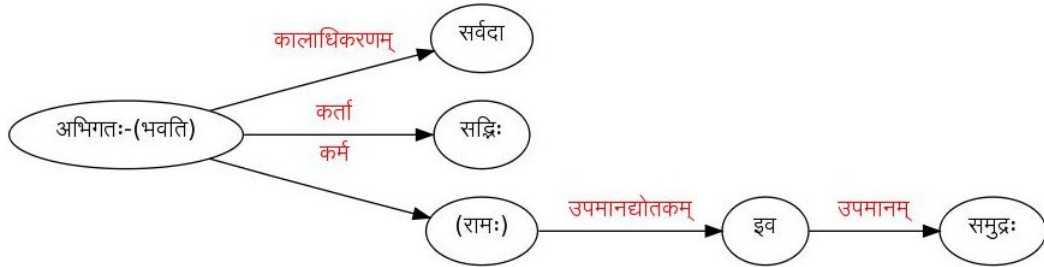 सर्वदा
कालाधिकरणम्
अभिगतः-(भवति)
कर्ता
सद्भिः
कर्म
(रामः)
उपमानद्योतकम्
इव
उपमानम्
समुद्रः